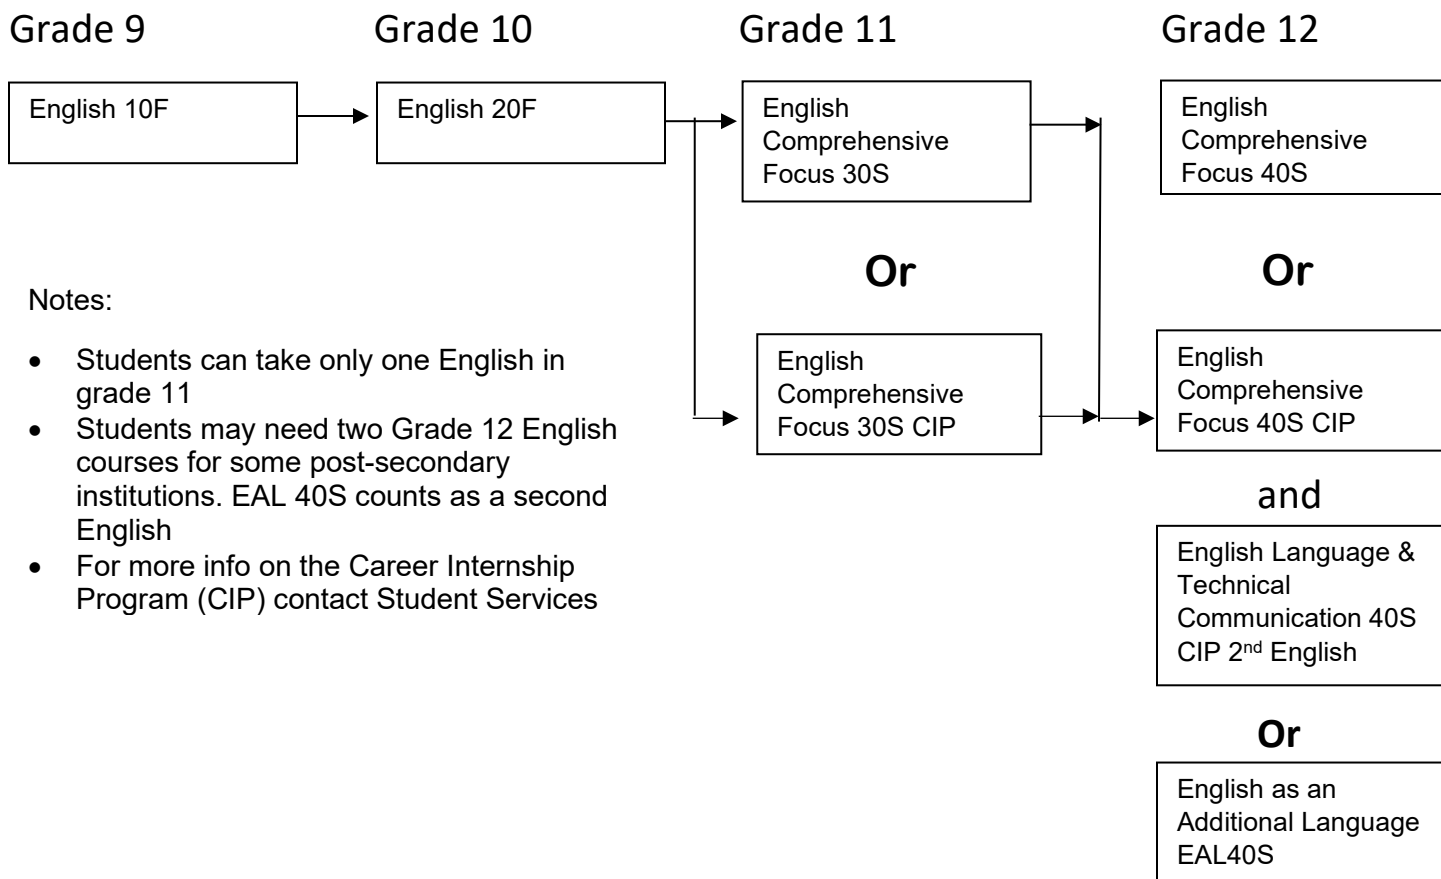 Grade 9
Grade 10
Grade 11
Grade 12
English 10F
English 20F
English
Comprehensive
Focus 30S
English
Comprehensive
Focus 40S
Or
Or
Notes:
• Students can take only one English in
grade 11
• Students may need two Grade 12 English
courses for some post-secondary
institutions. EAL 40S counts as a second
English
• For more info on the Career Internship
Program (CIP) contact Student Services
English
Comprehensive
Focus 30S CIP
English
Comprehensive
Focus 40S CIP
and
English Language &
Technical
Communication 40S
CIP 2nd English
Or
English as an
Additional Language
EAL40S